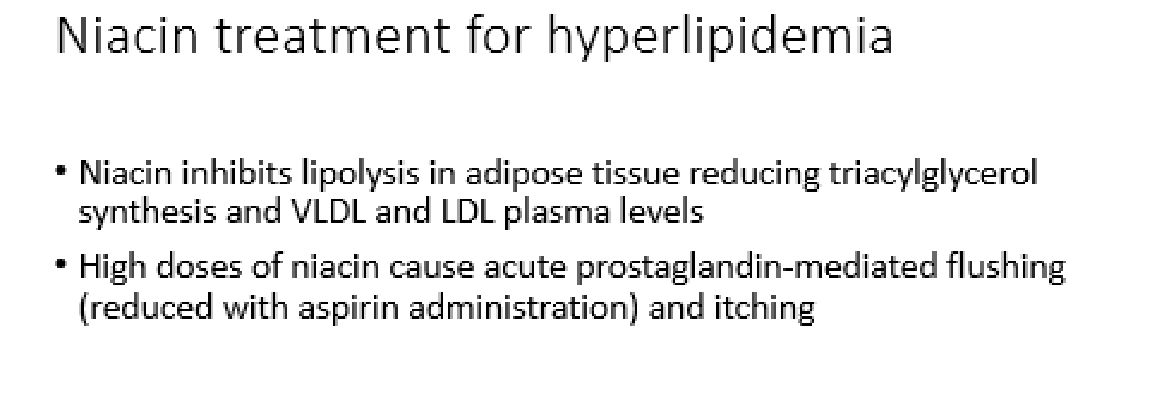 Niacin treatment for hyperlipidemia
• Niacin inhibits lipolysis in adipose tissue reducing triacylglycerol
synthesis and VLDL and LDL plasma levels
• High doses of niacin cause acute prostaglandin-mediated flushing
(reduced with aspirin administration) and itching